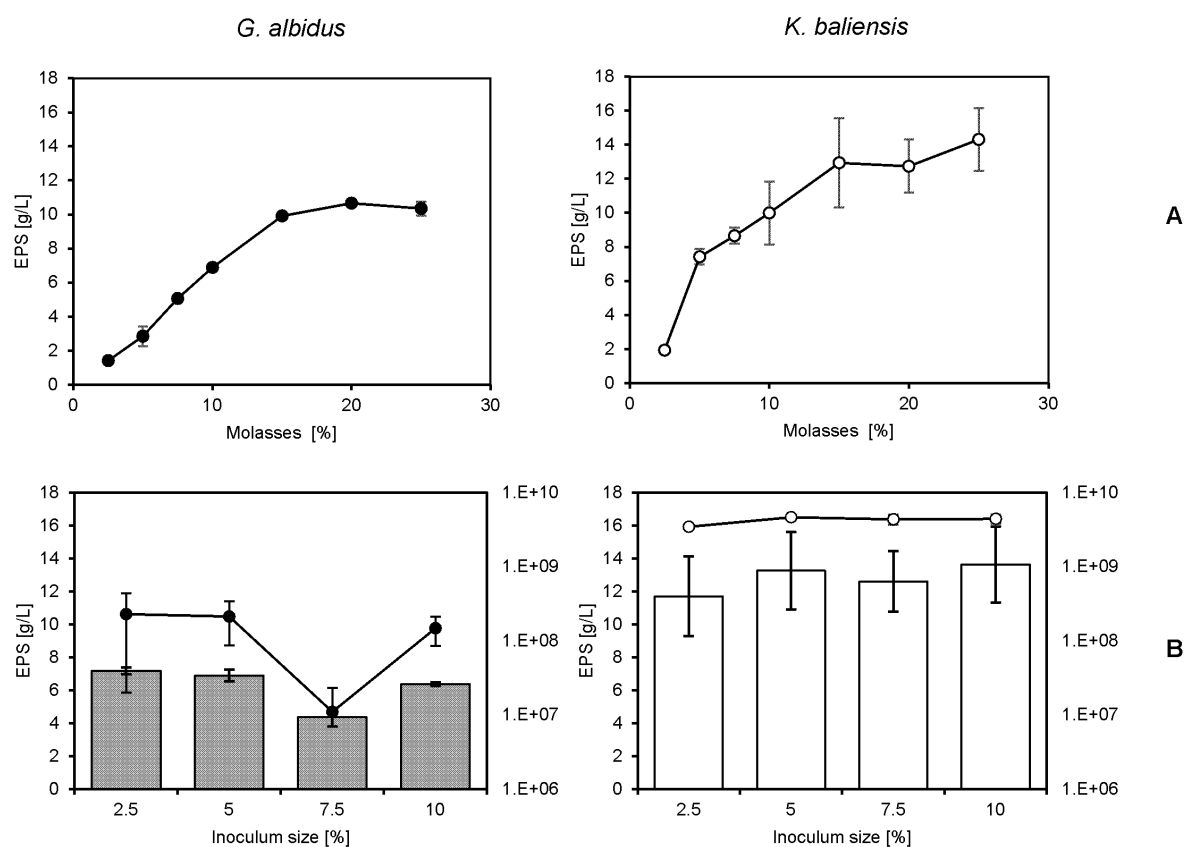 G. albidus
K. baliensis
18
16
14
12
10
8
6
4
2
0
EPS [g/L]
0
10
20
30
Molasses [%]
18
16
14
12
10
8
6
4
2
0
EPS [g/L]
0
10
20
30
Molasses [%]
A
18
16
14
12
10
8
6
4
2
0
EPS [g/L]
1.E+10
1.E+09
1.E+08
1.E+07
1.E+06
2.5
5
7.5
10
Inoculum size [%]
18
16
14
12
10
8
6
4
2
0
EPS [g/L]
1.E+10
1.E+09
1.E+08
1.E+07
1.E+06
2.5
5
7.5
10
Inoculum size [%]
B